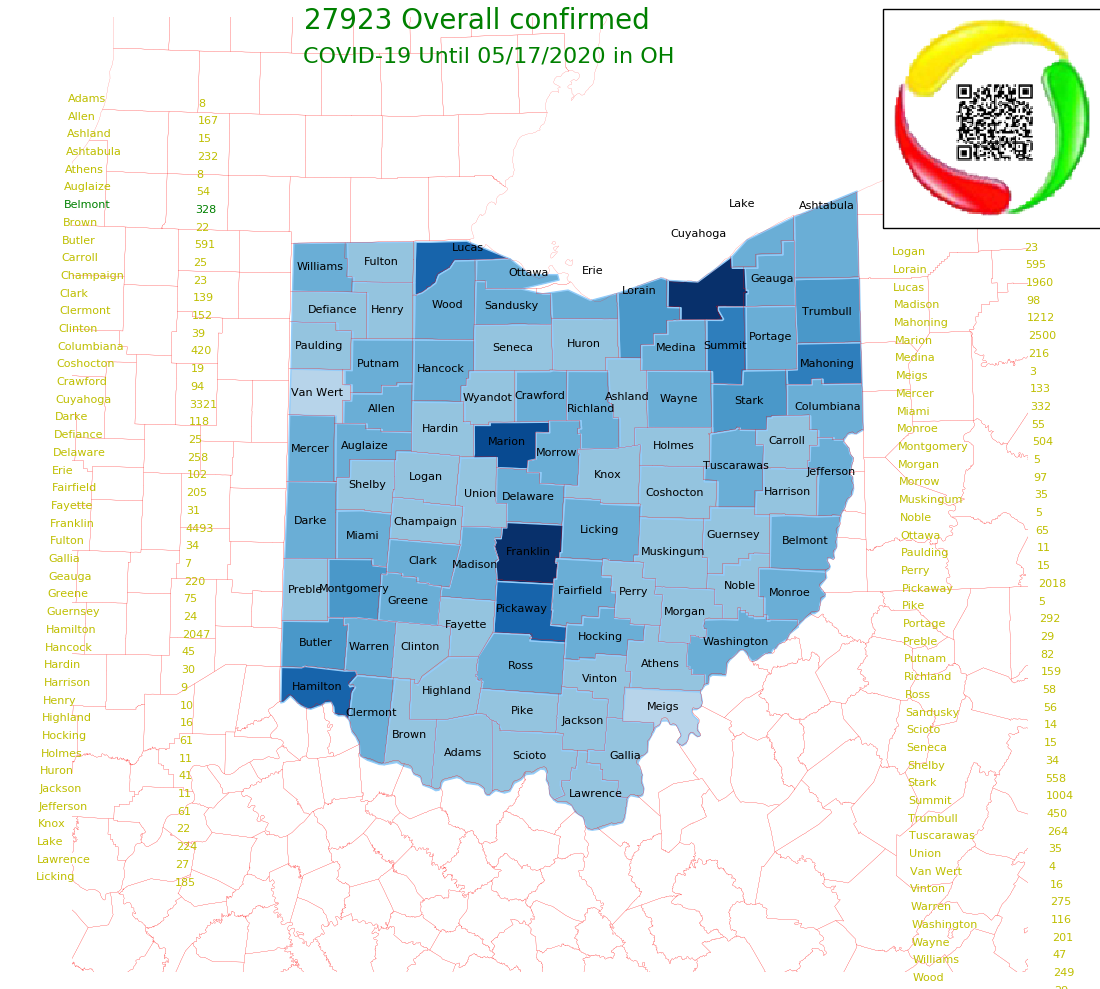 27923 Overall confirmed
COVID-19 Until 05/17/2020 in OH
Adams 8
Allen 167
Ashland 15
Ashtabula 232
Athens 8
Auglaize 54
Belmont 328
Brown 22
Butler 591
Carroll 25
Champaign 23
Clark 139
Clermont 152
Clinton 39
Columbiana 420
Coshocton 19
Crawford 94
Cuyahoga 3321
Darke 118
Defiance 25
Delaware 258
Erie 102
Fairfield 205
Fayette 31
Franklin 4493
Fulton 34
Gallia 7
Geauga 220
Greene 75
Guernsey 24
Hamilton 2047
Hancock 45
Hardin 30
Harrison 9
Henry 10
Highland 16
Hocking 61
Holmes 11
Huron 41
Jackson 11
Jefferson 61
Knox 22
Lake 224
Lawrence 27
Licking 185
Lake
Ashtabula
Cuyahoga
Lucas
Williams
Fulton
Ottawa
Erie
Geauga
Lorain
Defiance
Henry
Wood
Sandusky
Trumbull
Paulding
Seneca
Huron
Medina
Summit
Portage
Putnam
Hancock
Mahoning
Van Wert
Wyandot
Crawford
Ashland
Wayne
Stark
Allen
Richland
Columbiana
Hardin
Mercer
Auglaize
Marion
Morrow
Holmes
Carroll
Tuscarawas
Jefferson
Shelby
Logan
Union
Delaware
Knox
Coshocton
Harrison
Darke
Champaign
Miami
Licking
Guernsey
Belmont
Clark
Madison
Franklin
Muskingum
Preble
Montgomery
Greene
Fairfield
Perry
Noble
Monroe
Pickaway
Morgan
Fayette
Butler
Warren
Clinton
Hocking
Washington
Ross
Athens
Hamilton
Highland
Vinton
Meigs
Clermont
Pike
Jackson
Brown
Adams
Scioto
Gallia
Lawrence
Logan 23
Lorain 595
Lucas 1960
Madison 98
Mahoning 1212
Marion 2500
Medina 216
Meigs 3
Mercer 133
Miami 332
Monroe 55
Montgomery 504
Morgan 5
Morrow 97
Muskingum 35
Noble 5
Ottawa 65
Paulding 11
Perry 15
Pickaway 2018
Pike 5
Portage 292
Preble 29
Putnam 82
Richland 159
Ross 58
Sandusky 56
Scioto 14
Seneca 15
Shelby 34
Stark 558
Summit 1004
Trumbull 450
Tuscarawas 264
Union 35
Van Wert 4
Vinton 16
Warren 275
Washington 116
Wayne 201
Williams 47
Wood 249